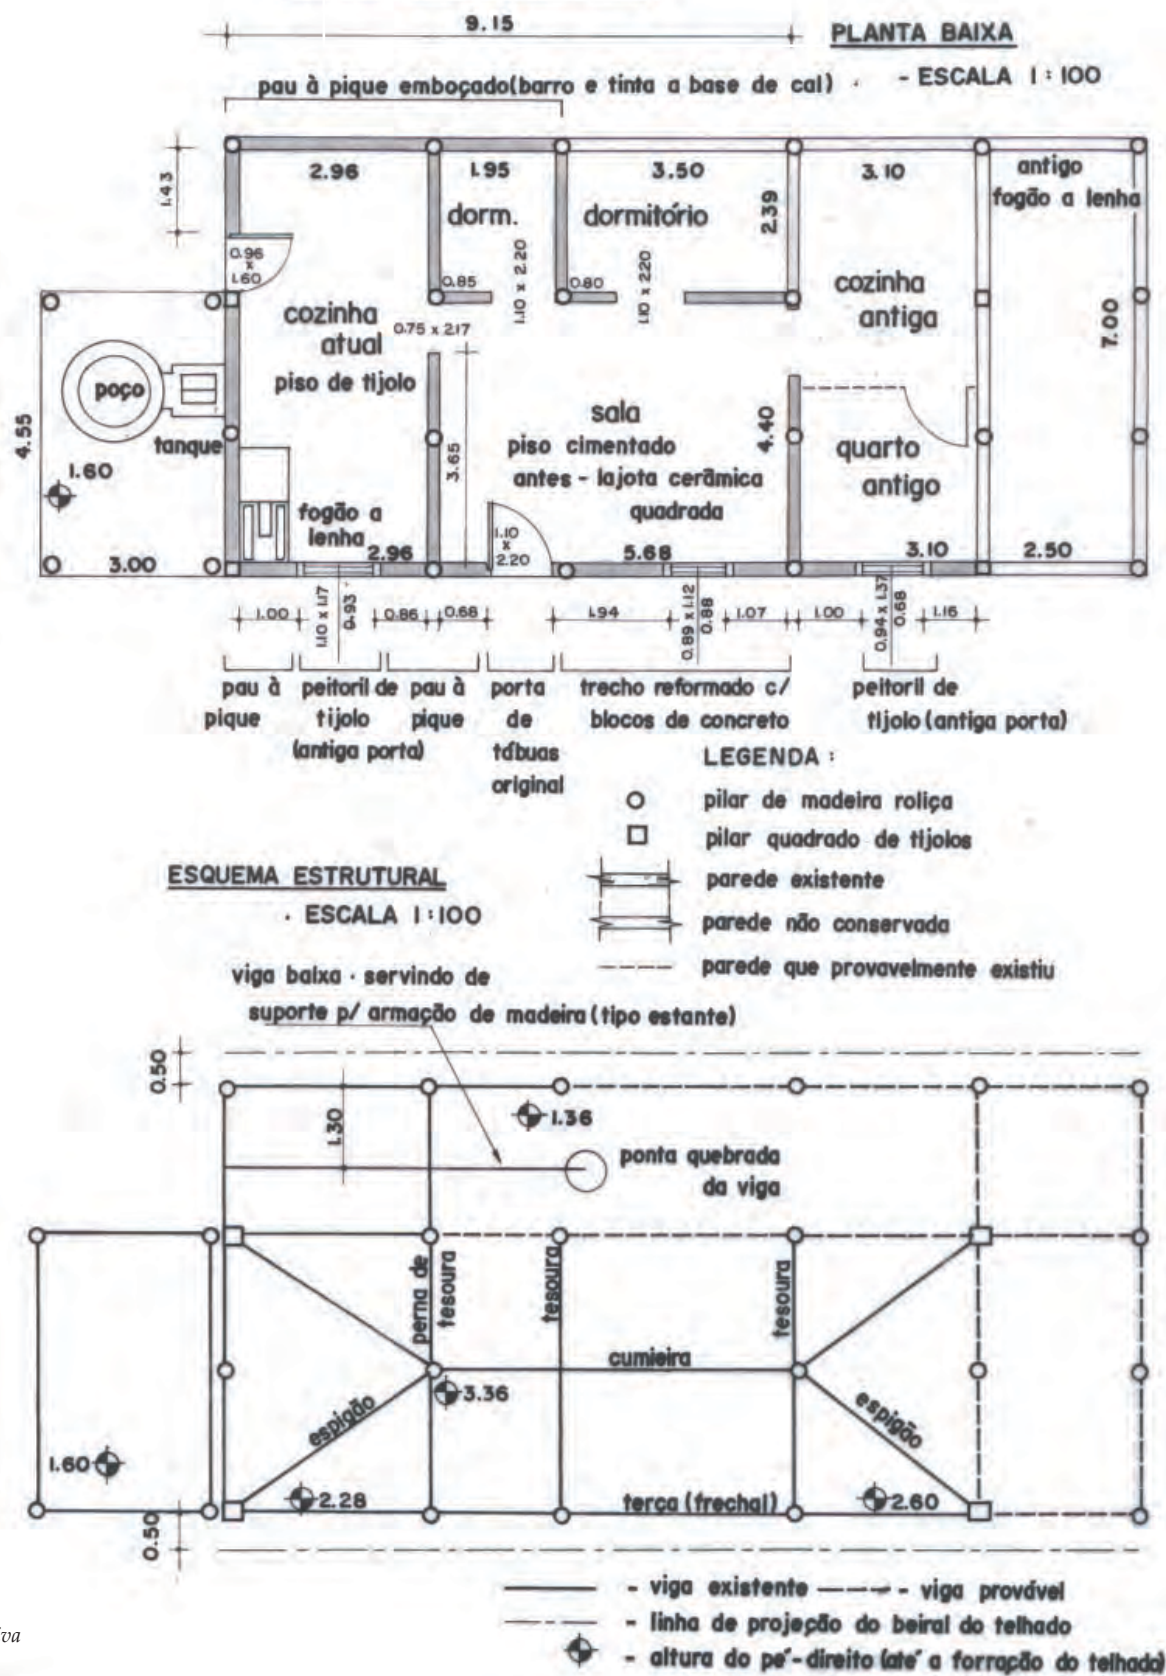 9.15
PLANTA BAIXA
- ESCALA 1:100
pau à pique emboçado(barro e tinta a base de cal)
1.43
2.96
1.95
3.50
3.10
antigo
fogão a lenha
dorm.
dormitório
2.39
0.96
x
1.60
0.85
1.10 x 2.20
0.80
1.10 x 2.20
cozinha
antiga
cozinha
atual
piso de tijolo
0.75 x 2.17
7.00
poço
tanque
4.55
1.60
3.00
3.65
sala
piso cimentado
antes - lajota cerâmica
quadrada
4.40
quarto
antigo
fogão a
lenha
2.96
1.10
x
2.20
5.68
3.10
2.50
1.00
1.10 x 1.17
0.93
0.86
0.68
1.94
0.89 x 1.12
0.88
1.07
1.00
0.94 x 1.37
0.68
1.16
pau à
pique
peitoril de
tijolo
(antiga porta)
pau à
pique
porta
de
tábuas
original
trecho reformado c/
blocos de concreto
peitoril de
tijolo (antiga porta)
LEGENDA :
pilar de madeira roliça
pilar quadrado de tijolos
parede existente
parede não conservada
parede que provavelmente existiu
ESQUEMA ESTRUTURAL
. ESCALA 1:100
viga baixa . servindo de
suporte p/ armação de madeira (tipo estante)
0.50
1.30
1.36
ponta quebrada
da viga
perna de
tesoura
tesoura
tesoura
cumieira
3.36
espigão
espigão
1.60
2.28
terça (frechal)
2.60
0.50
- viga existente
- viga provável
- linha de projeção do beiral do telhado
- altura do pé-direito (até a forração do telhado)